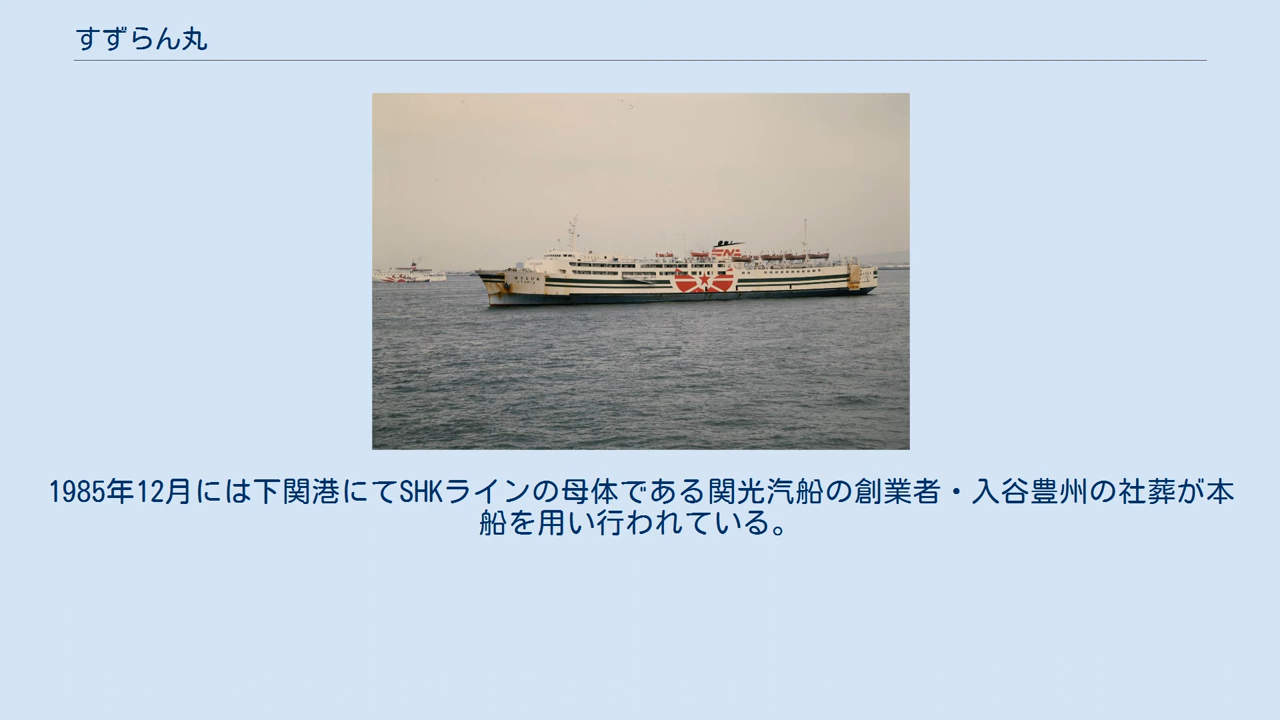 すずらん丸
1985年12月には下関港にてSHKラインの母体である関光汽船の創業者・入谷豊州の社葬が本
船を用い行われている。